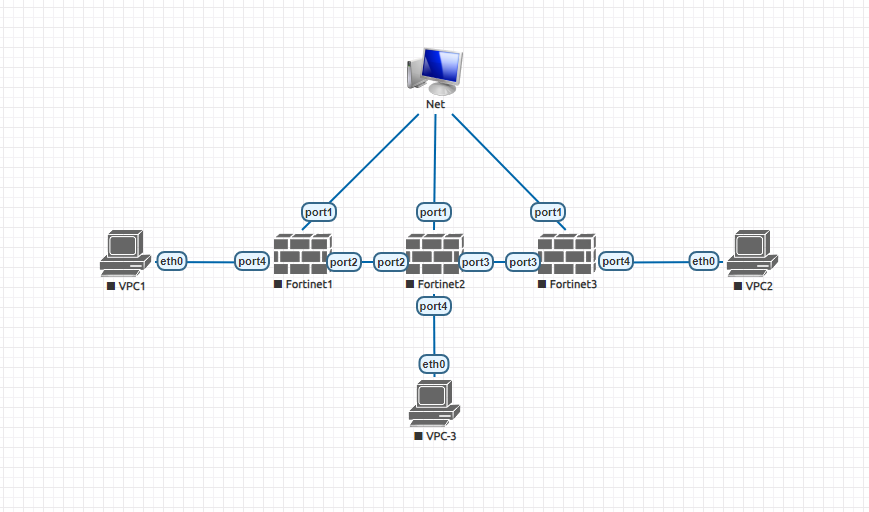 Net
port1
port1
port1
VPC1
eth0
port4
Fortinet1
port2
port2
Fortinet2
port3
port3
Fortinet3
port4
eth0
VPC2
port4
eth0
VPC-3